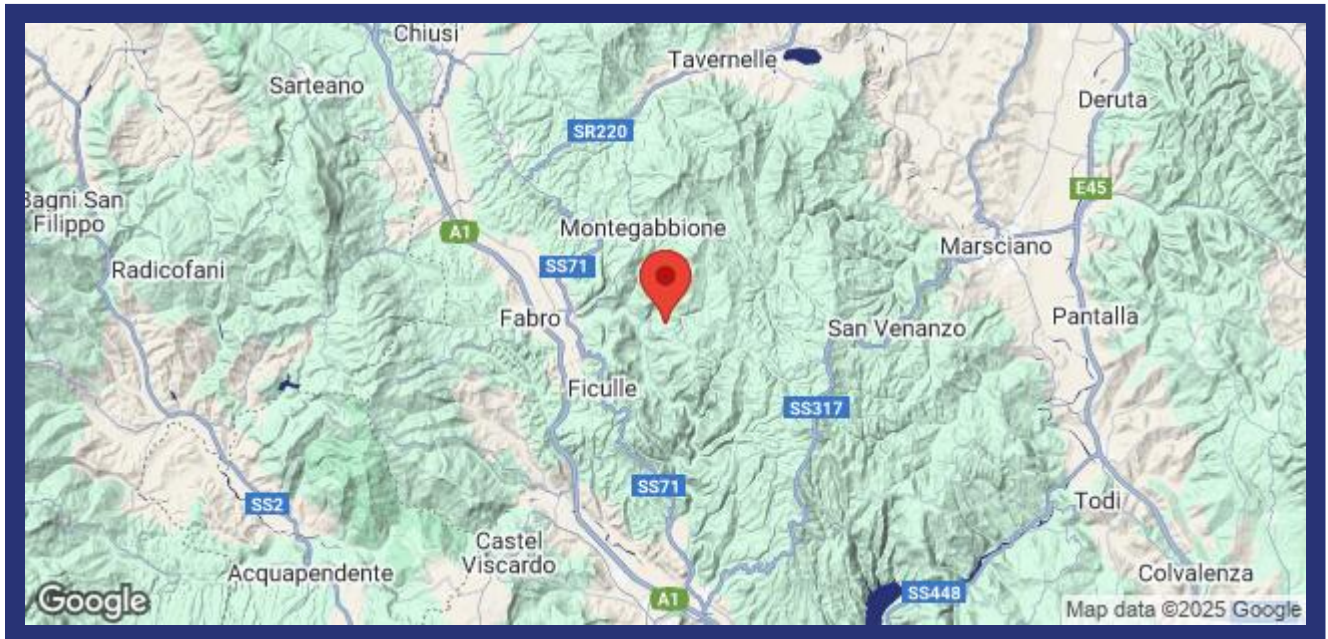 Chiusi
Tavernelle
Sarteano
Deruta
SR220
E45
Bagni San
Filippo
Montegabbione
A1
Marsciano
SS71
Radicofani
Fabro
Pantalla
San Venanzo
Ficulle
SS317
SS71
SS2
Todi
Castel
Viscardo
Acquapendente
Colvalenza
SS448
A1
Google
Map data ©2025 Google